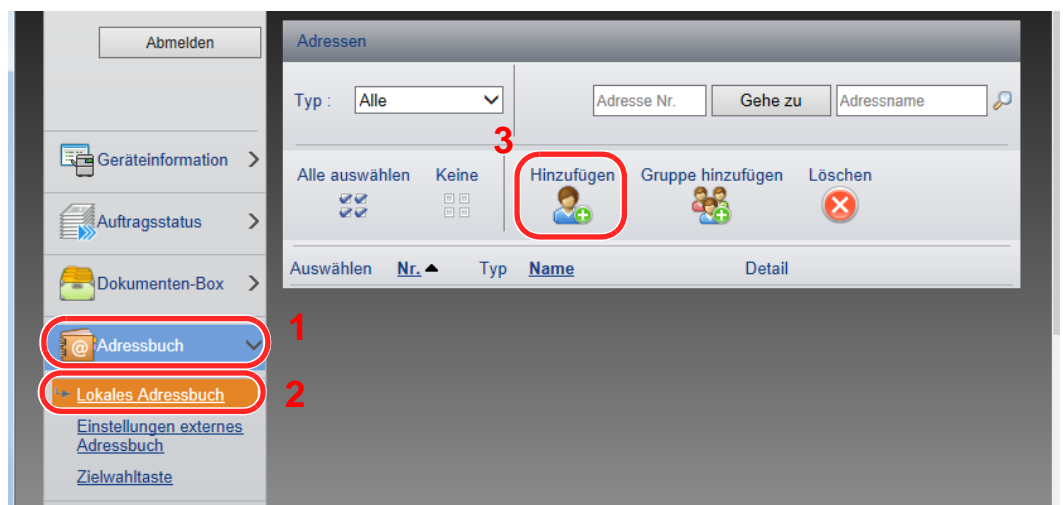 Abmelden
Adressen
Typ : Alle Adresse Nr. Gehe zu Adressname
3
Geräteinformation
Auftragsstatus
Dokumenten-Box
1
Adressbuch
2
Lokales Adressbuch
Einstellungen externes
Adressbuch
Zielwahltaste
Alle auswählen Keine Hinzufügen Gruppe hinzufügen Löschen
Auswählen Nr. Typ Name Detail